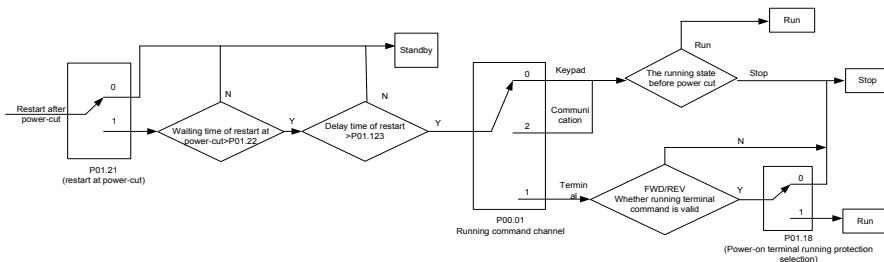 Run
Run
Standby
0
Keypad
0
The running state
before power cut
Stop
Stop
N
N
Restart after
power-cut
Communi
cation
1
Waiting time of restart at
power-cut>P01.22
Y
Delay time of restart
>P01.123
Y
2
N
P01.21
(restart at power-cut)
1
Termin
al
FWD/REV
Whether running terminal
command is valid
Y
0
1
Run
P00.01
Running command channel
P01.18
(Power-on terminal running protection
selection)